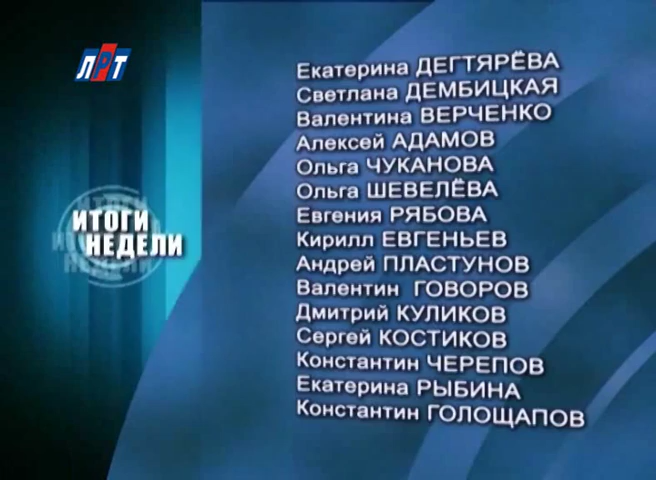 ЛРТ
Екатерина ДЕГТЯРЁВА
Светлана ДЕМБИЦКАЯ
Валентина ВЕРЧЕНКО
Алексей АДАМОВ
Ольга ЧУКАНОВА
Ольга ШЕВЕЛЁВА
Евгения РЯБОВА
Кирилл ЕВГЕНЬЕВ
Андрей ПЛАСТУНОВ
Валентин ГОВОРОВ
Дмитрий КУЛИКОВ
Сергей КОСТИКОВ
Константин ЧЕРЕПОВ
Екатерина РЫБИНА
Константин ГОЛОЩАПОВ
ИТОГИ
НЕДЕЛИ